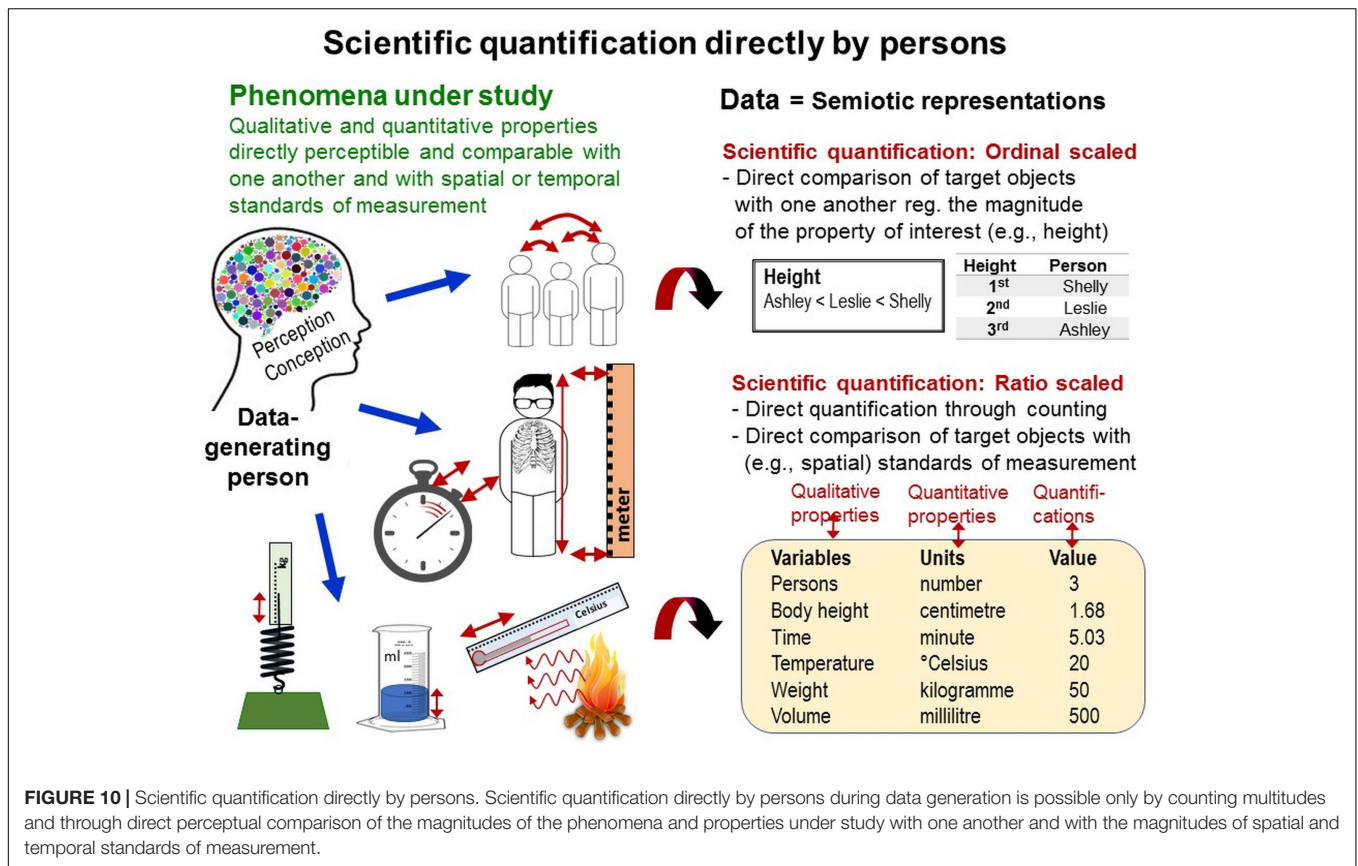 Scientific quantification directly by persons
Phenomena under study
Qualitative and quantitative properties
directly perceptible and comparable with
one another and with spatial or temporal
standards of measurement
Perception
Conception
Data-
generating
person
meter
kg
ml
Celsius
Data = Semiotic representations
Scientific quantification: Ordinal scaled
- Direct comparison of target objects
with one another reg. the magnitude
of the property of interest (e.g., height)
Height
Ashley < Leslie < Shelly
Height Person
1st Shelly
2nd Leslie
3rd Ashley
Scientific quantification: Ratio scaled
- Direct quantification through counting
- Direct comparison of target objects with
(e.g., spatial) standards of measurement
Qualitative Quantitative Quantifi-
properties properties cations
Variables Units Value
Persons number 3
Body height centimetre 1.68
Time minute 5.03
Temperature °Celsius 20
Weight kilogramme 50
Volume millilitre 500
FIGURE 10 | Scientific quantification directly by persons. Scientific quantification directly by persons during data generation is possible only by counting multitudes
and through direct perceptual comparison of the magnitudes of the phenomena and properties under study with one another and with the magnitudes of spatial and
temporal standards of measurement.